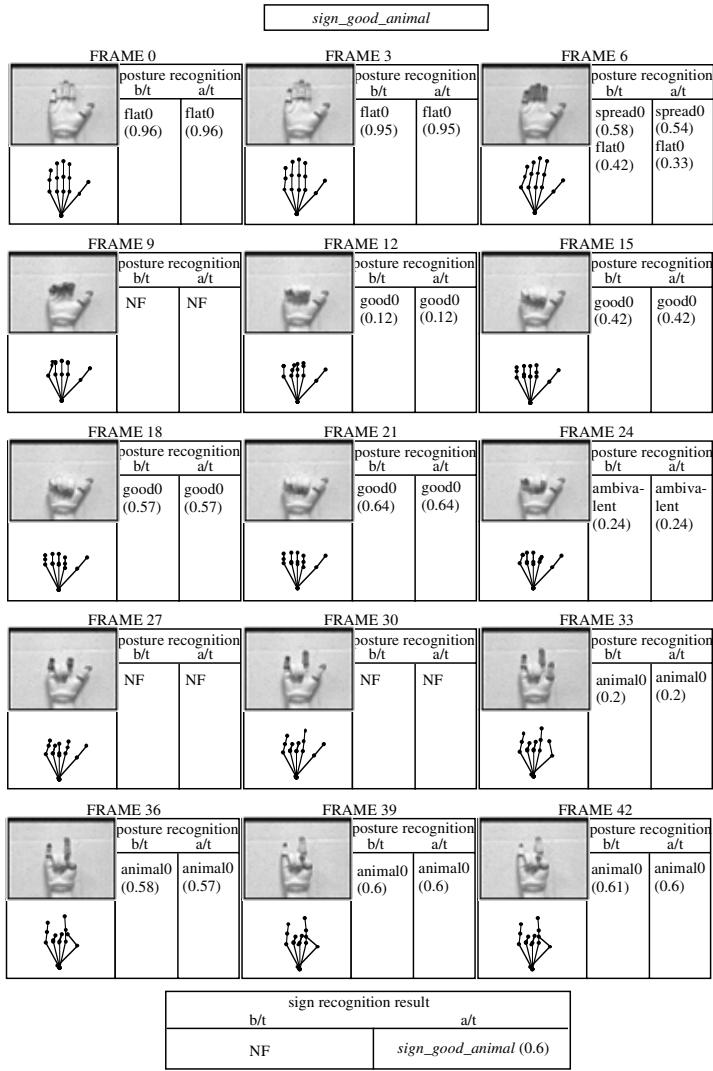 sign_good_animal
FRAME 0
posture recognition
b/t a/t
flat0 flat0
(0.96) (0.96)
FRAME 3
posture recognition
b/t a/t
flat0 flat0
(0.95) (0.95)
FRAME 6
posture recognition
b/t a/t
spread0 spread0
(0.58) (0.54)
flat0 flat0
(0.42) (0.33)
FRAME 9
posture recognition
b/t a/t
NF NF
FRAME 12
posture recognition
b/t a/t
good0 good0
(0.12) (0.12)
FRAME 15
posture recognition
b/t a/t
good0 good0
(0.42) (0.42)
FRAME 18
posture recognition
b/t a/t
good0 good0
(0.57) (0.57)
FRAME 21
posture recognition
b/t a/t
good0 good0
(0.64) (0.64)
FRAME 24
posture recognition
b/t a/t
ambiva- ambiva-
lent lent
(0.24) (0.24)
FRAME 27
posture recognition
b/t a/t
NF NF
FRAME 30
posture recognition
b/t a/t
NF NF
FRAME 33
posture recognition
b/t a/t
animal0 animal0
(0.2) (0.2)
FRAME 36
posture recognition
b/t a/t
animal0 animal0
(0.58) (0.57)
FRAME 39
posture recognition
b/t a/t
animal0 animal0
(0.6) (0.6)
FRAME 42
posture recognition
b/t a/t
animal0 animal0
(0.61) (0.6)
sign recognition result
b/t a/t
NF sign_good_animal (0.6)